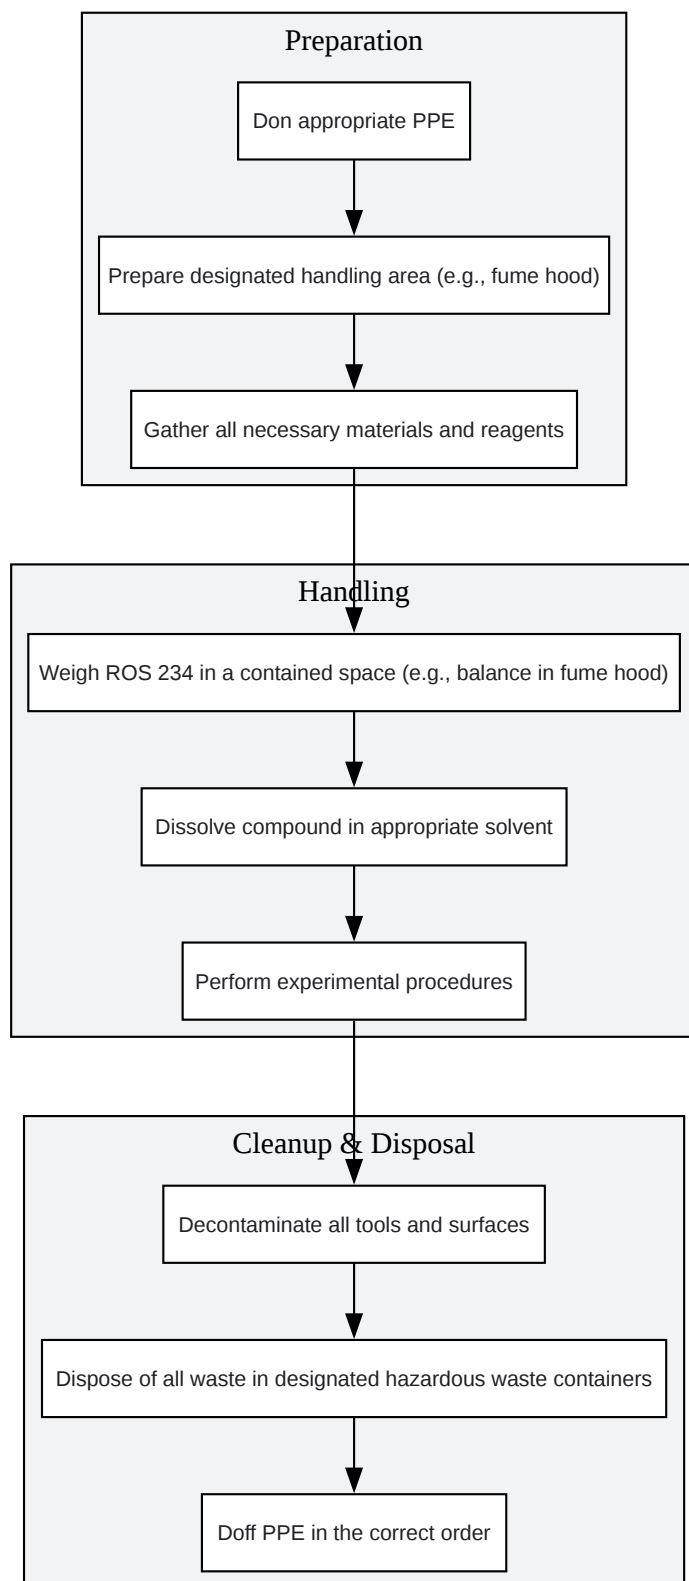 Preparation
Don appropriate PPE
Prepare designated handling area (e.g., fume hood)
Gather all necessary materials and reagents
Handling
Weigh ROS 234 in a contained space (e.g., balance in fume hood)
Dissolve compound in appropriate solvent
Perform experimental procedures
Cleanup & Disposal
Decontaminate all tools and surfaces
Dispose of all waste in designated hazardous waste containers
Doff PPE in the correct order